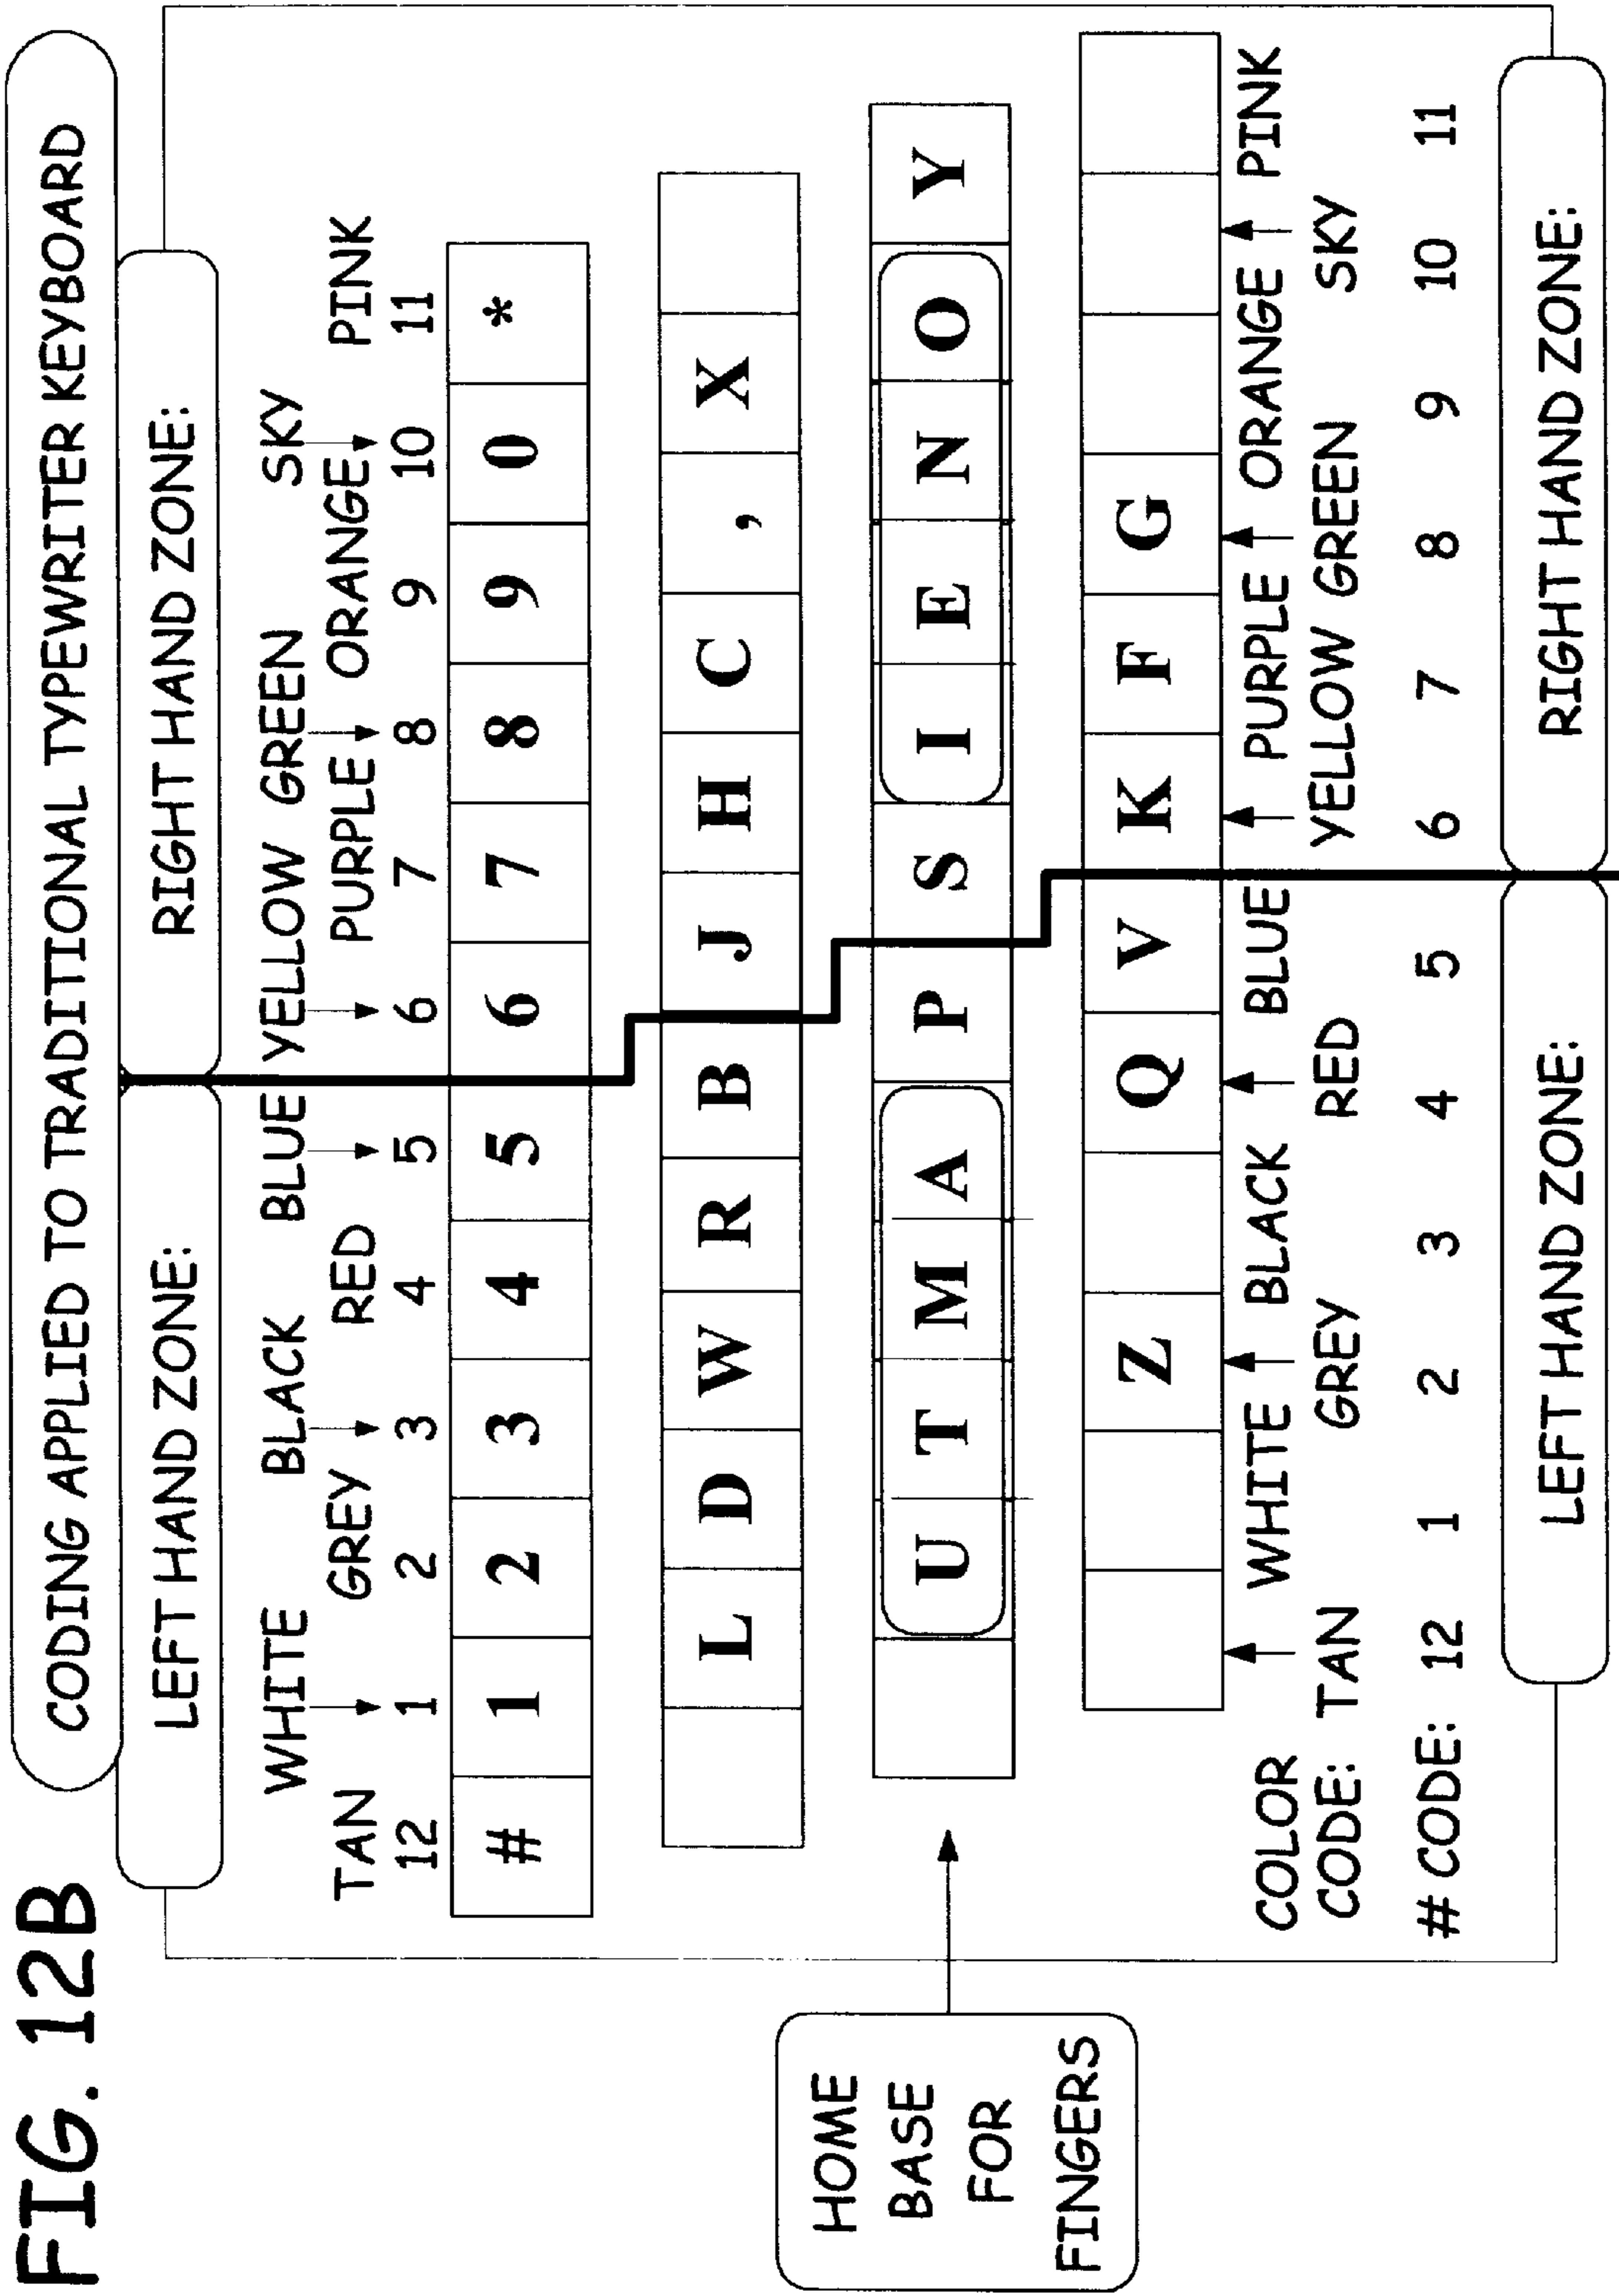 FIG. 12B
CODING APPLIED TO TRADITIONAL TYPEWRITER KEYBOARD
LEFT HAND ZONE: RIGHT HAND ZONE:
WHITE BLACK BLUE YELLOW GREEN SKY
TAN GREY RED PURPLE ORANGE PINK
12 1 2 3 4 5 6 7 8 9 10 11
# 1 2 3 4 5 6 7 8 9 0 *
L D W R B J H C , X
HOME
BASE
FOR
FINGERS
U T M A P S I E N O Y
Z Q V K F G
COLOR WHITE BLACK BLUE PURPLE ORANGE PINK
CODE: TAN GREY RED YELLOW GREEN SKY
# CODE: 12 1 2 3 4 5 6 7 8 9 10 11
LEFT HAND ZONE: RIGHT HAND ZONE: